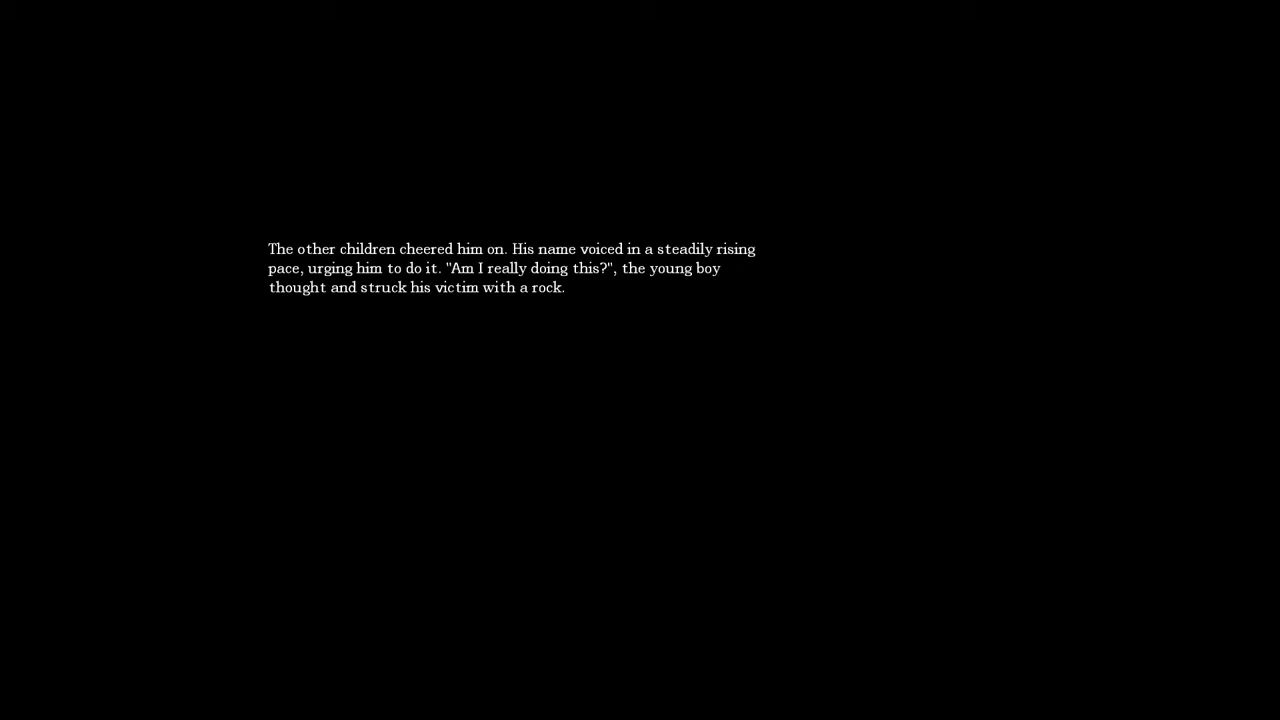 The other children cheered him on. His name voiced in a steadily rising
pace, urging him to do it. "Am I really doing this?", the young boy
thought and struck his victim with a rock.